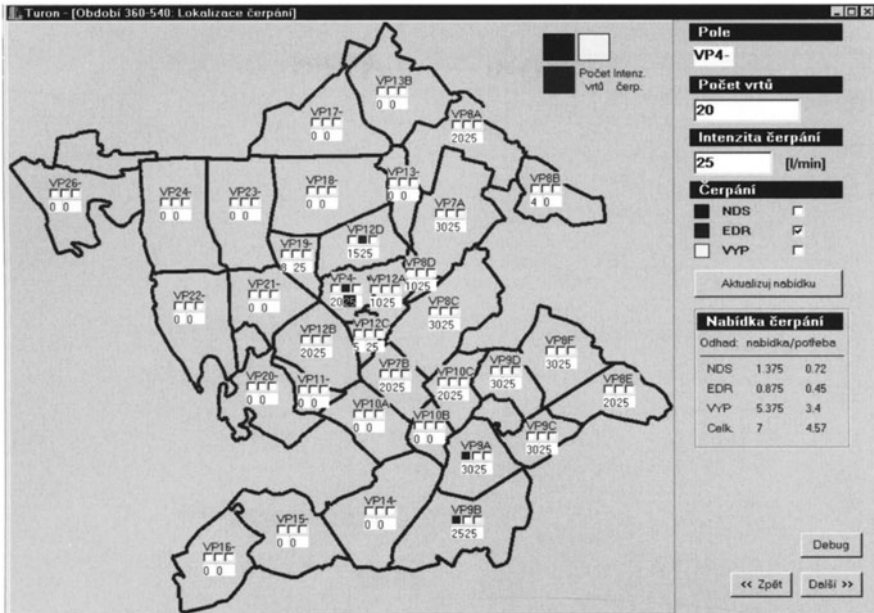 Turon - [Období 360-540: Lokalizace čerpání]
Počet Intenz.
vrtů čerp.
VP13B
0 0
VP17-
0 0
VP8A
2025
VP26-
0 0
VP24-
0 0
VP23-
0 0
VP18-
0 0
VP13-
0 0
VP7A
3025
VP8B
4 0
VP12D
1525
VP19-
8 25
VP4-
2025
VP12A
1025
VP8D
1025
VP22-
0 0
VP21-
0 0
VP8C
3025
VP12B
2025
VP12C
5 25
VP8F
3025
VP7B
2025
VP10C
2025
VP9D
3025
VP8E
2025
VP20-
0 0
VP11-
0 0
VP10A
0 0
VP10B
0 0
VP9C
3025
VP9A
3025
VP14-
0 0
VP9B
2525
VP15-
0 0
VP16-
0 0
Pole
VP4-
Počet vrtů
20
Intenzita čerpání
25 [l/min]
Čerpání
NDS
EDR
VYP
Aktualizuj nabídku
Nabídka čerpání
Odhad: nabídka/potřeba
NDS 1.375 0.72
EDR 0.875 0.45
VYP 5.375 3.4
Celk. 7 4.57
Debug
<< Zpět Další >>